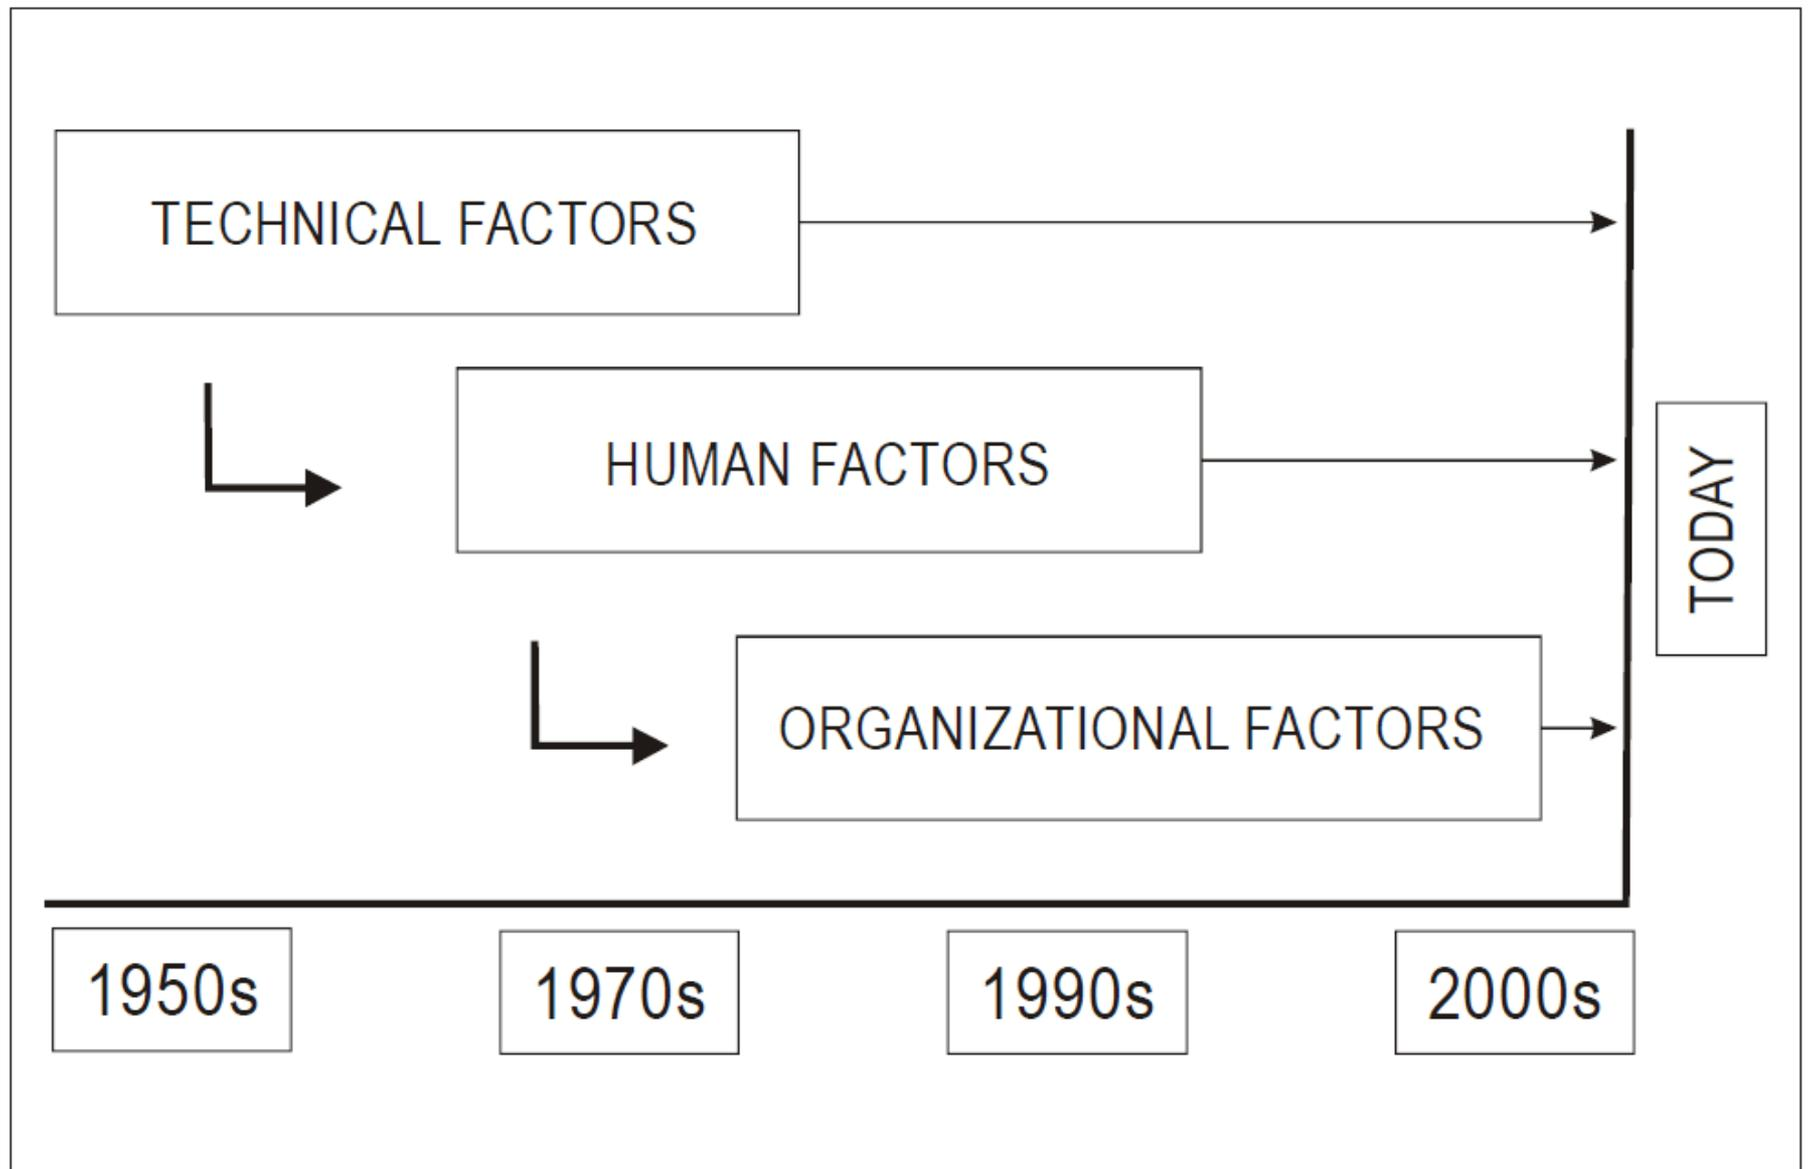 TECHNICAL FACTORS
HUMAN FACTORS
TODAY
ORGANIZATIONAL FACTORS
1950s
1970s
1990s
2000s